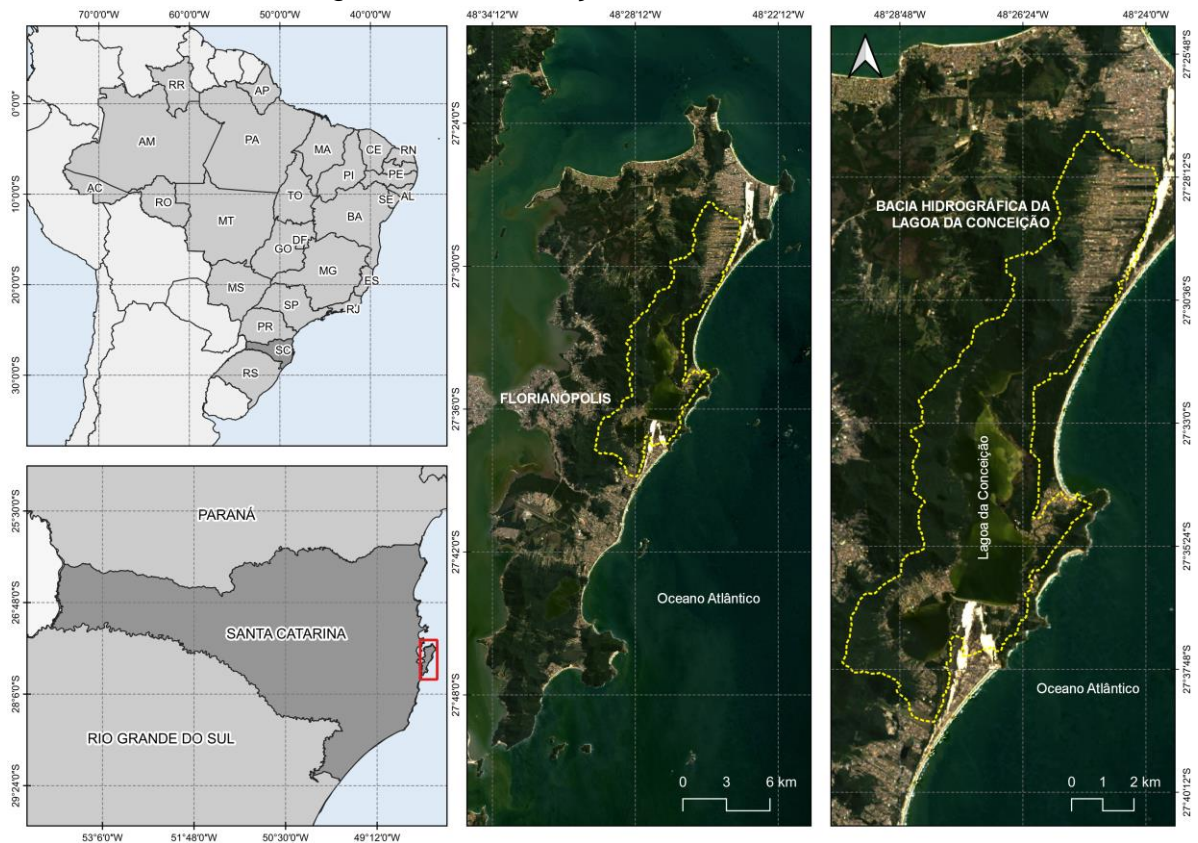 70°0'0"W 60°0'0"W 50°0'0"W 40°0'0"W
0°0'0"
10°0'0"S
20°0'0"S
30°0'0"S
RR
AP
AM
PA
MA
CE
RN
PI
PE
AC
RO
TO
SE
AL
MT
BA
DF
GO
MG
ES
MS
SP
RJ
PR
SC
RS
25°30'0"S
26°48'0"S
28°6'0"S
29°24'0"S
PARANÁ
SANTA CATARINA
RIO GRANDE DO SUL
53°6'0"W 51°48'0"W 50°30'0"W 49°12'0"W
48°34'12"W 48°28'12"W 48°22'12"W
27°24'0"S
27°30'0"S
27°36'0"S
27°42'0"S
27°48'0"S
FLORIANÓPOLIS
Oceano Atlântico
0 3 6 km
48°28'48"W 48°26'24"W 48°24'0"W
27°25'48"S
27°28'12"S
27°30'36"S
27°33'0"S
27°35'24"S
27°37'48"S
27°40'12"S
BACIA HIDROGRÁFICA DA
LAGOA DA CONCEIÇÃO
Lagoa da Conceição
Oceano Atlântico
0 1 2 km